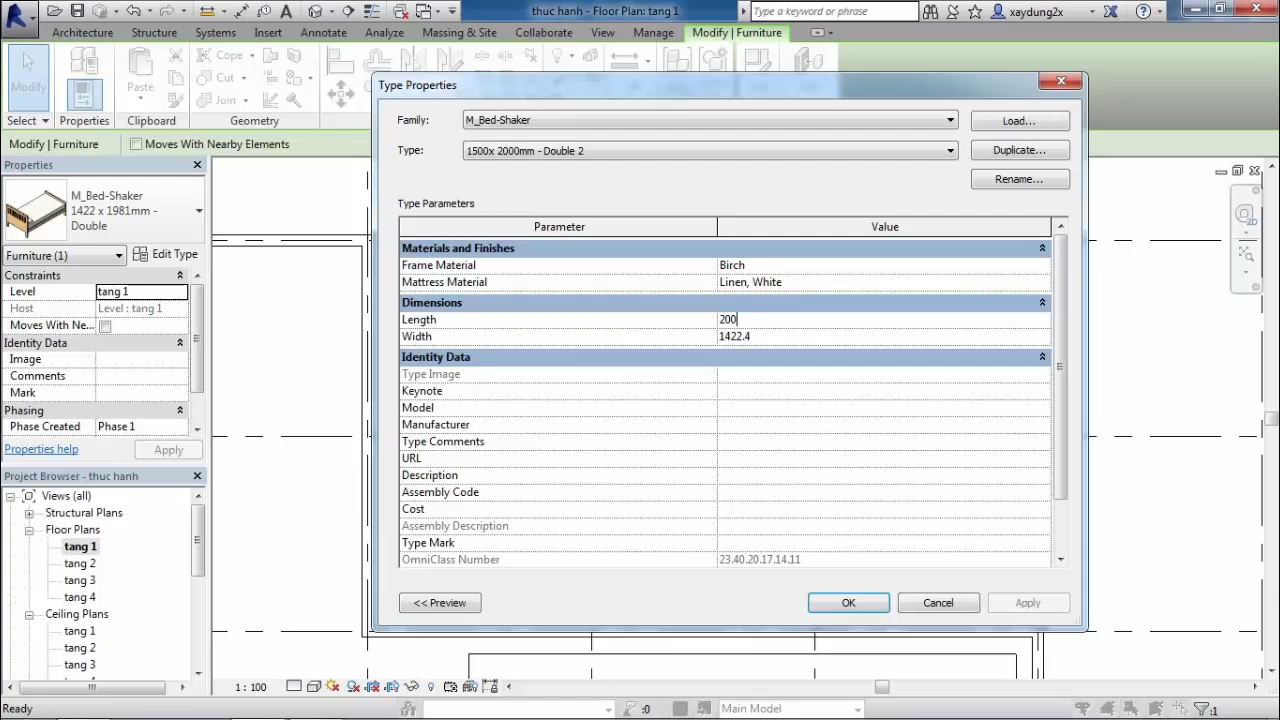 thuc hanh - Floor Plan: tang 1
Type a keyword or phrase
xaydung2x
Architecture
Structure
Systems
Insert
Annotate
Analyze
Massing & Site
Collaborate
View
Manage
Modify | Furniture
Modify
Cope
Cut
Join
Paste
Select
Properties
Clipboard
Geometry
Modify | Furniture
Moves With Nearby Elements
Properties
M_Bed-Shaker
1422 x 1981mm -
Double
Furniture (1)
Edit Type
Constraints
Level tang 1
Host Level : tang 1
Moves With Ne...
Identity Data
Image
Comments
Mark
Phasing
Phase Created Phase 1
Properties help
Apply
Project Browser - thuc hanh
Views (all)
Structural Plans
Floor Plans
tang 1
tang 2
tang 3
tang 4
Ceiling Plans
tang 1
tang 2
tang 3
Type Properties
Family: M_Bed-Shaker Load...
Type: 1500x 2000mm - Double 2 Duplicate...
Rename...
Type Parameters
Parameter Value
Materials and Finishes
Frame Material Birch
Mattress Material Linen, White
Dimensions
Length 200
Width 1422.4
Identity Data
Type Image
Keynote
Model
Manufacturer
Type Comments
URL
Description
Assembly Code
Cost
Assembly Description
Type Mark
OmniClass Number 23.40.20.17.14.11
<< Preview OK Cancel Apply
2D
1 : 100
Ready
:0
Main Model
:1